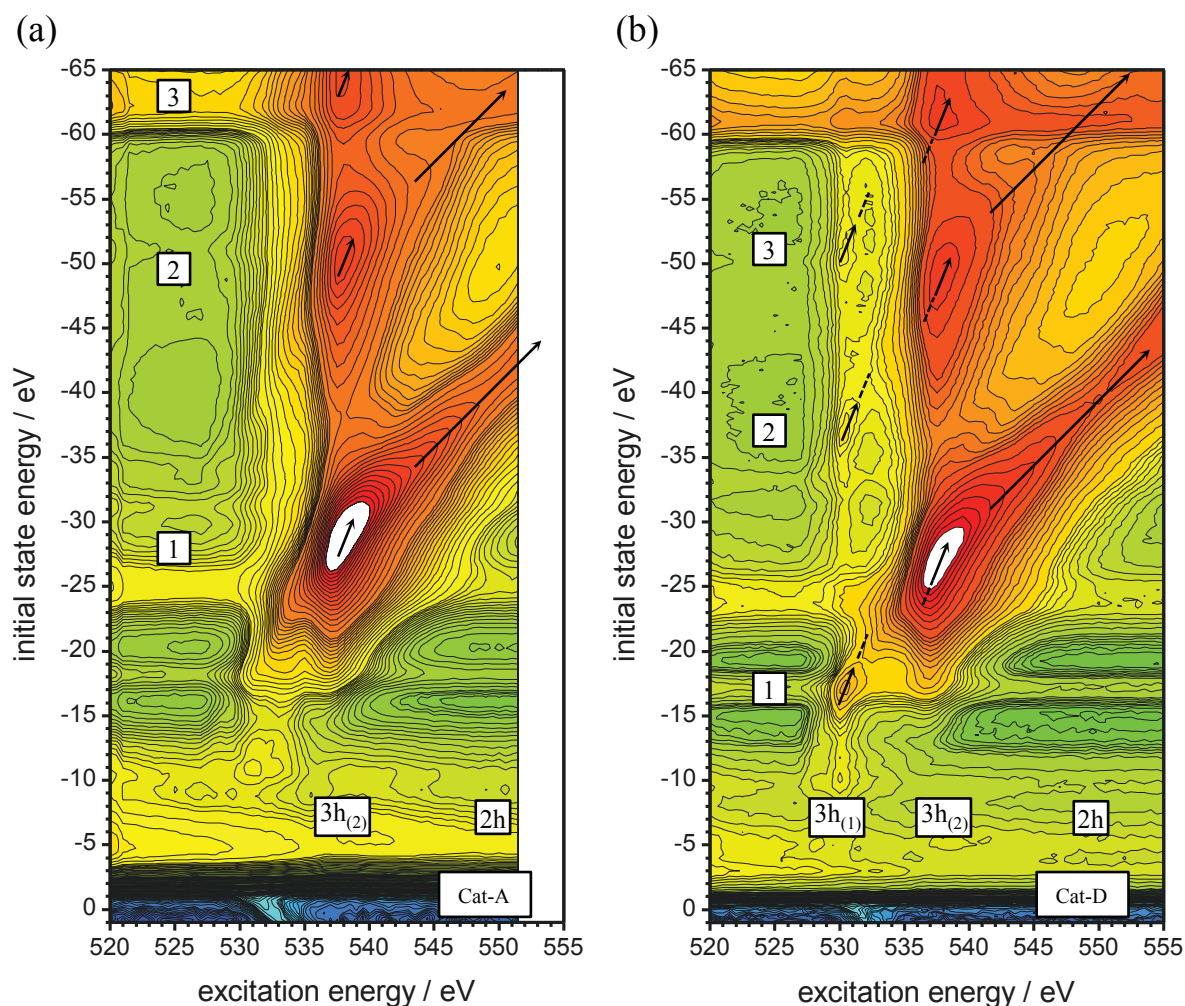 (a)
(b)
initial state energy / eV
-65
-60
-55
-50
-45
-40
-35
-30
-25
-20
-15
-10
-5
0
3
2
1
3h(2)
2h
Cat-A
520 525 530 535 540 545 550 555
excitation energy / eV
initial state energy / eV
-65
-60
-55
-50
-45
-40
-35
-30
-25
-20
-15
-10
-5
0
3
2
1
3h(1) 3h(2) 2h
Cat-D
520 525 530 535 540 545 550 555
excitation energy / eV